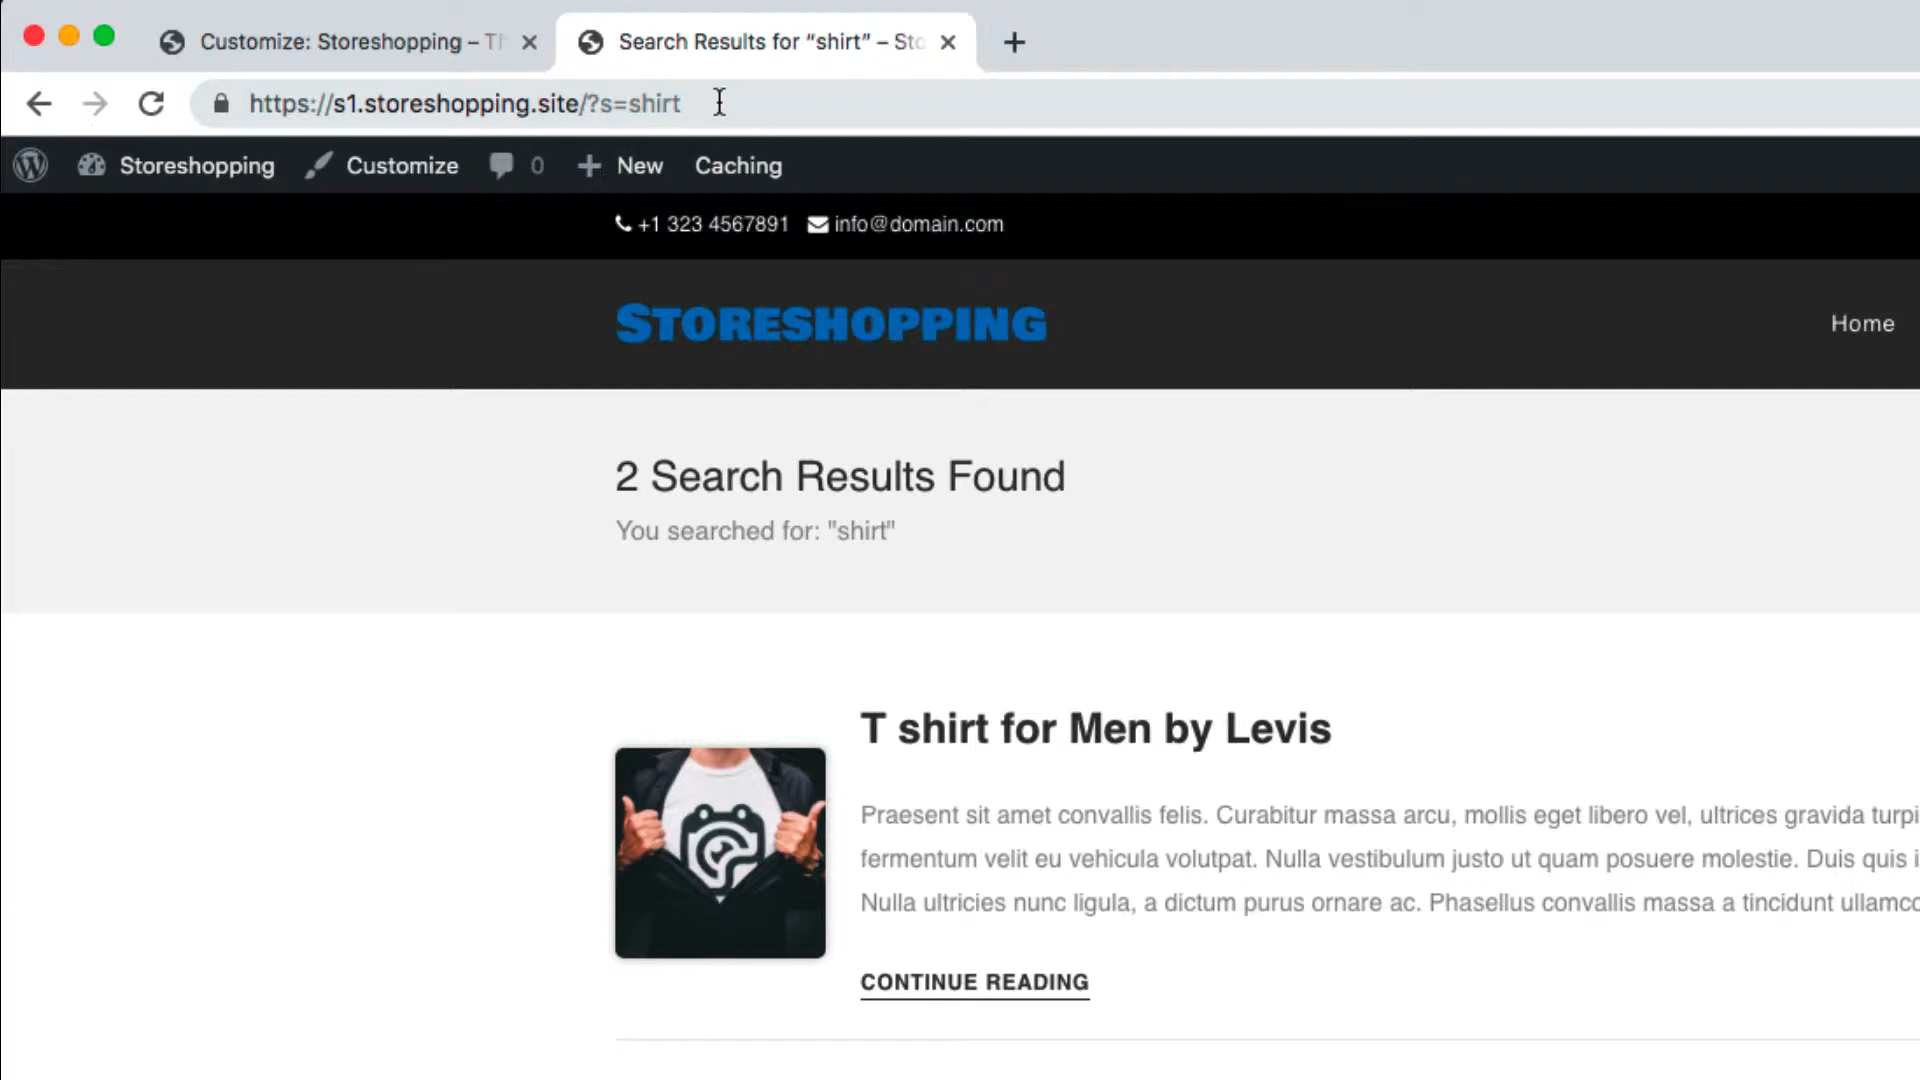 Customize: Storeshopping – Th
Search Results for “shirt” – Sto
https://s1.storeshopping.site/?s=shirt
Storeshopping Customize 0 New Caching
+1 323 4567891 info@domain.com
STORESHOPPING
Home
2 Search Results Found
You searched for: "shirt"
T shirt for Men by Levis
Praesent sit amet convallis felis. Curabitur massa arcu, mollis eget libero vel, ultrices gravida turpi
fermentum velit eu vehicula volutpat. Nulla vestibulum justo ut quam posuere molestie. Duis quis i
Nulla ultricies nunc ligula, a dictum purus ornare ac. Phasellus convallis massa a tincidunt ullamco
CONTINUE READING